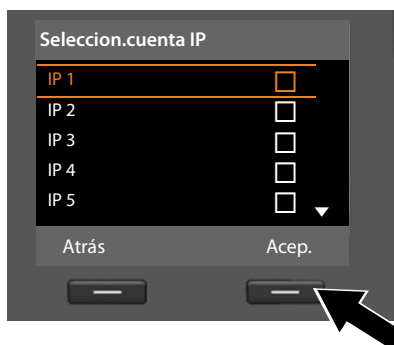 Seleccion.cuenta IP
IP 1
IP 2
IP 3
IP 4
IP 5
Atrás Acep.